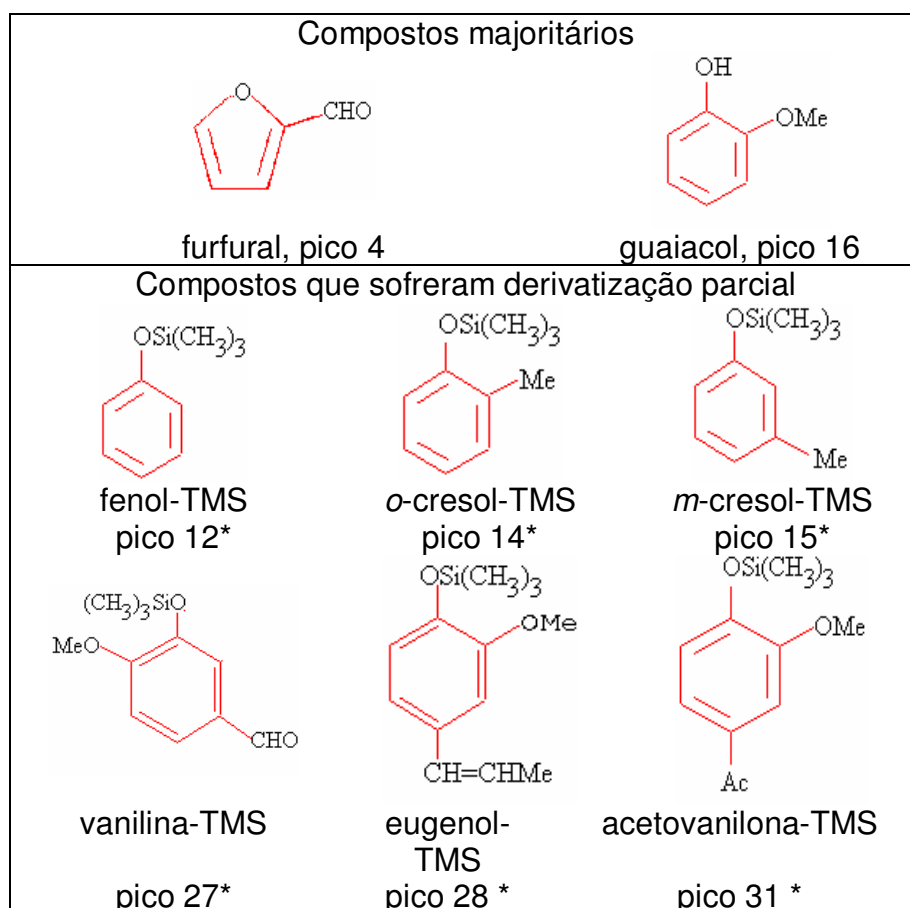 Compostos majoritários
O
CHO
OH
OMe
furfural, pico 4
guaiacol, pico 16
Compostos que sofreram derivatização parcial
OSi(CH3)3
OSi(CH3)3
Me
OSi(CH3)3
Me
fenol-TMS
pico 12*
o-cresol-TMS
pico 14*
m-cresol-TMS
pico 15*
(CH3)3SiO
MeO
CHO
OSi(CH3)3
OMe
CH=CHMe
OSi(CH3)3
OMe
Ac
vanilina-TMS
pico 27*
eugenol-
TMS
pico 28 *
acetovanilona-TMS
pico 31 *